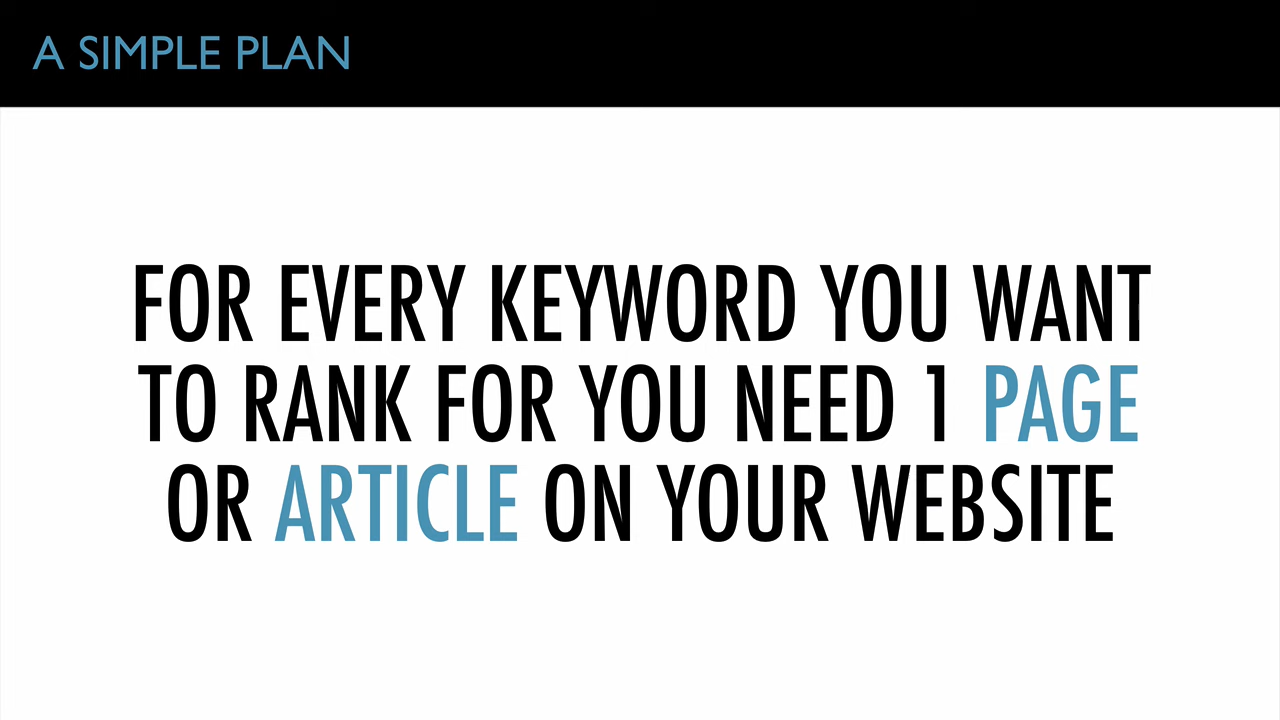 A SIMPLE PLAN
FOR EVERY KEYWORD YOU WANT
TO RANK FOR YOU NEED 1 PAGE
OR ARTICLE ON YOUR WEBSITE